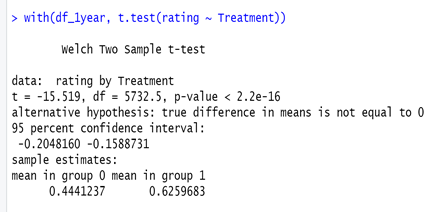 > with(df_1year, t.test(rating ~ Treatment))
Welch Two Sample t-test
data:  rating by Treatment
t = -15.519, df = 5732.5, p-value < 2.2e-16
alternative hypothesis: true difference in means is not equal to 0
95 percent confidence interval:
 -0.2048160 -0.1588731
sample estimates:
mean in group 0 mean in group 1
      0.4441237       0.6259683